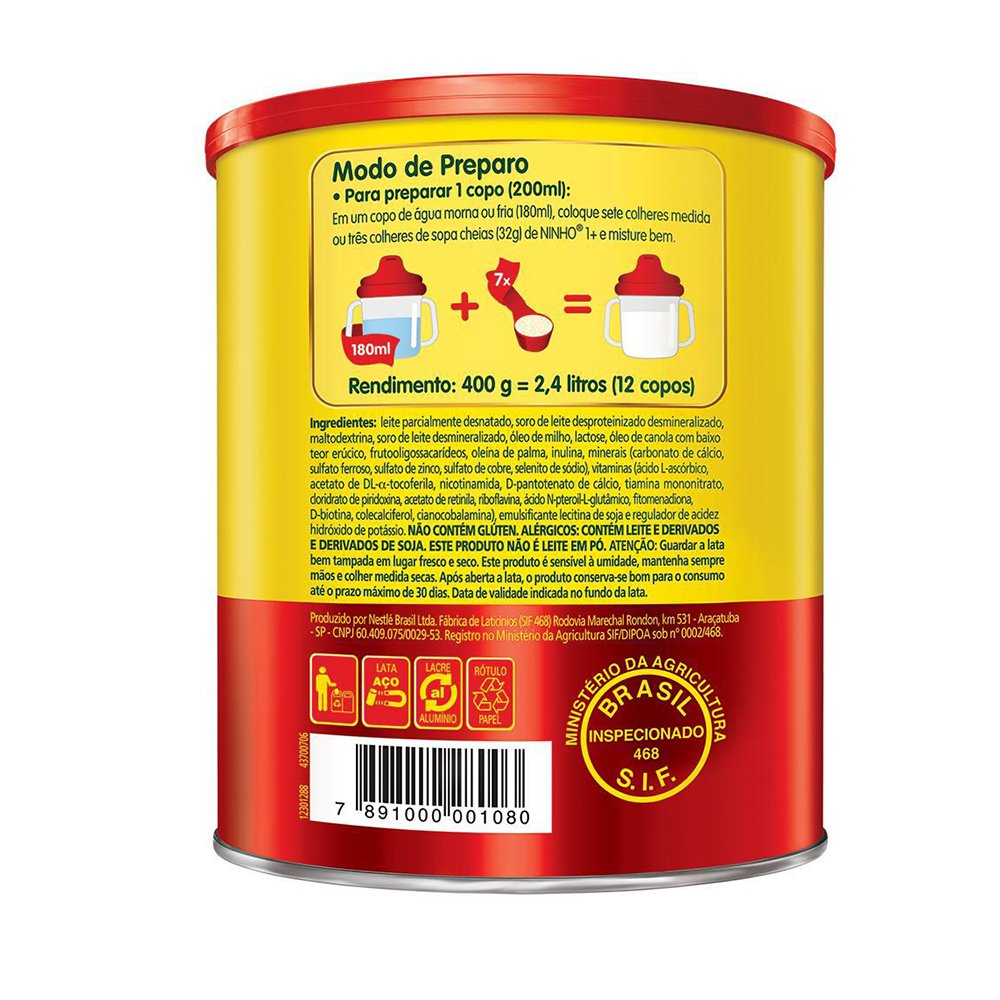 Modo de Preparo
• Para preparar 1 copo (200ml):
Em um copo de água morna ou fria (180ml), coloque sete colheres medida
ou três colheres de sopa cheias (32g) de NINHO® 1+ e misture bem.
7x
+
=
180ml
Rendimento: 400 g = 2,4 litros (12 copos)
Ingredientes: leite parcialmente desnatado, soro de leite desproteinizado desmineralizado,
maltodextrina, soro de leite desmineralizado, óleo de milho, lactose, óleo de canola com baixo
teor erúcico, frutooligossacarídeos, oleína de palma, inulina, minerais (carbonato de cálcio,
sulfato ferroso, sulfato de zinco, sulfato de cobre, selenito de sódio), vitaminas (ácido L-ascórbico,
acetato de DL-α-tocoferila, nicotinamida, D-pantotenato de cálcio, tiamina mononitrato,
cloridrato de piridoxina, acetato de retinila, riboflavina, ácido N-pteroil-L-glutâmico, fitomenadiona,
D-biotina, colecalciferol, cianocobalamina), emulsificante lecitina de soja e regulador de acidez
hidróxido de potássio. NÃO CONTÉM GLÚTEN. ALÉRGICOS: CONTÉM LEITE E DERIVADOS
E DERIVADOS DE SOJA. ESTE PRODUTO NÃO É LEITE EM PÓ. ATENÇÃO: Guardar a lata
bem tampada em lugar fresco e seco. Este produto é sensível à umidade, mantenha sempre
mãos e colher medida secas. Após aberta a lata, o produto conserva-se bom para o consumo
até o prazo máximo de 30 dias. Data de validade indicada no fundo da lata.
Produzido por Nestlé Brasil Ltda. Fábrica de Laticínios (SIF 468) Rodovia Marechal Rondon, km 531 - Araçatuba
- SP - CNPJ 60.409.075/0029-53. Registro no Ministério da Agricultura SIF/DIPOA sob nº 0002/468.
LATA
AÇO
LACRE
al
ALUMÍNIO
RÓTULO
PAPEL
MINISTÉRIO DA AGRICULTURA
BRASIL
INSPECIONADO
468
S. I. F.
12301288 43700706
7 891000 001080